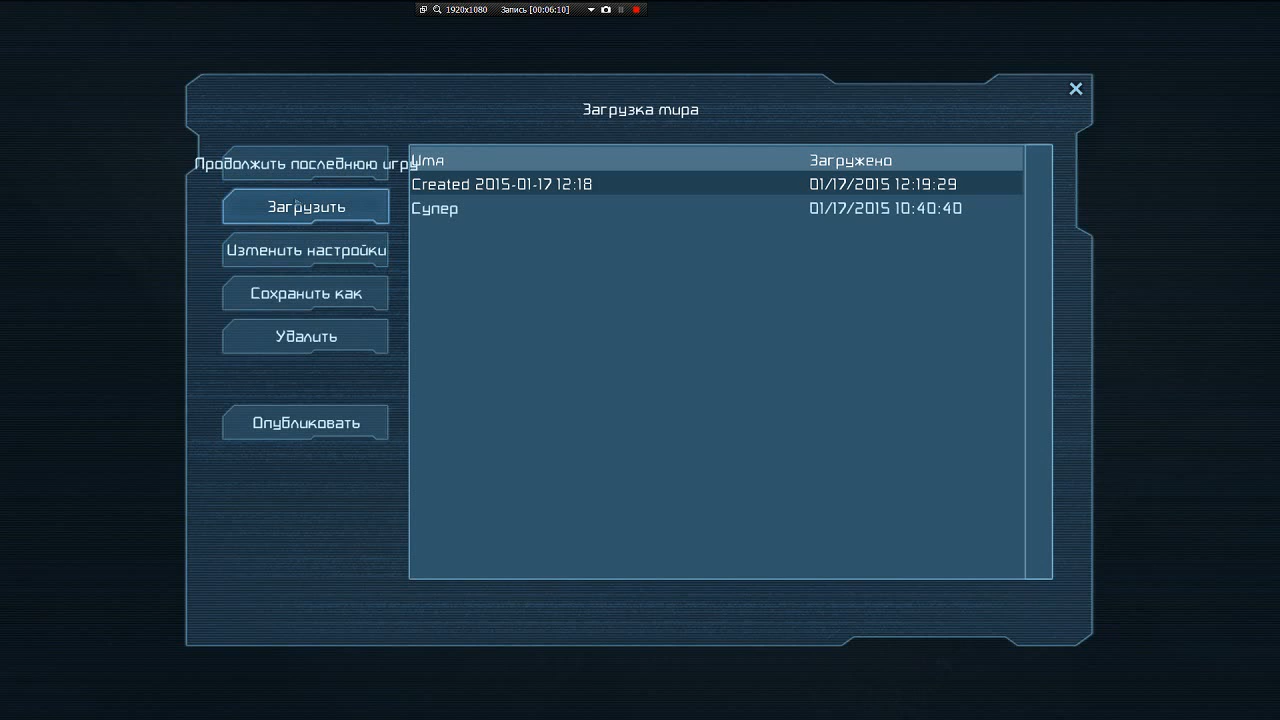 1920x1080 Запись [00:06:10]
Загрузка мира
Продолжить последнюю игру
Загрузить
Изменить настройки
Сохранить как
Удалить
Опубликовать
Имя Загружено
Created 2015-01-17 12:18 01/17/2015 12:19:29
Супер 01/17/2015 10:40:40